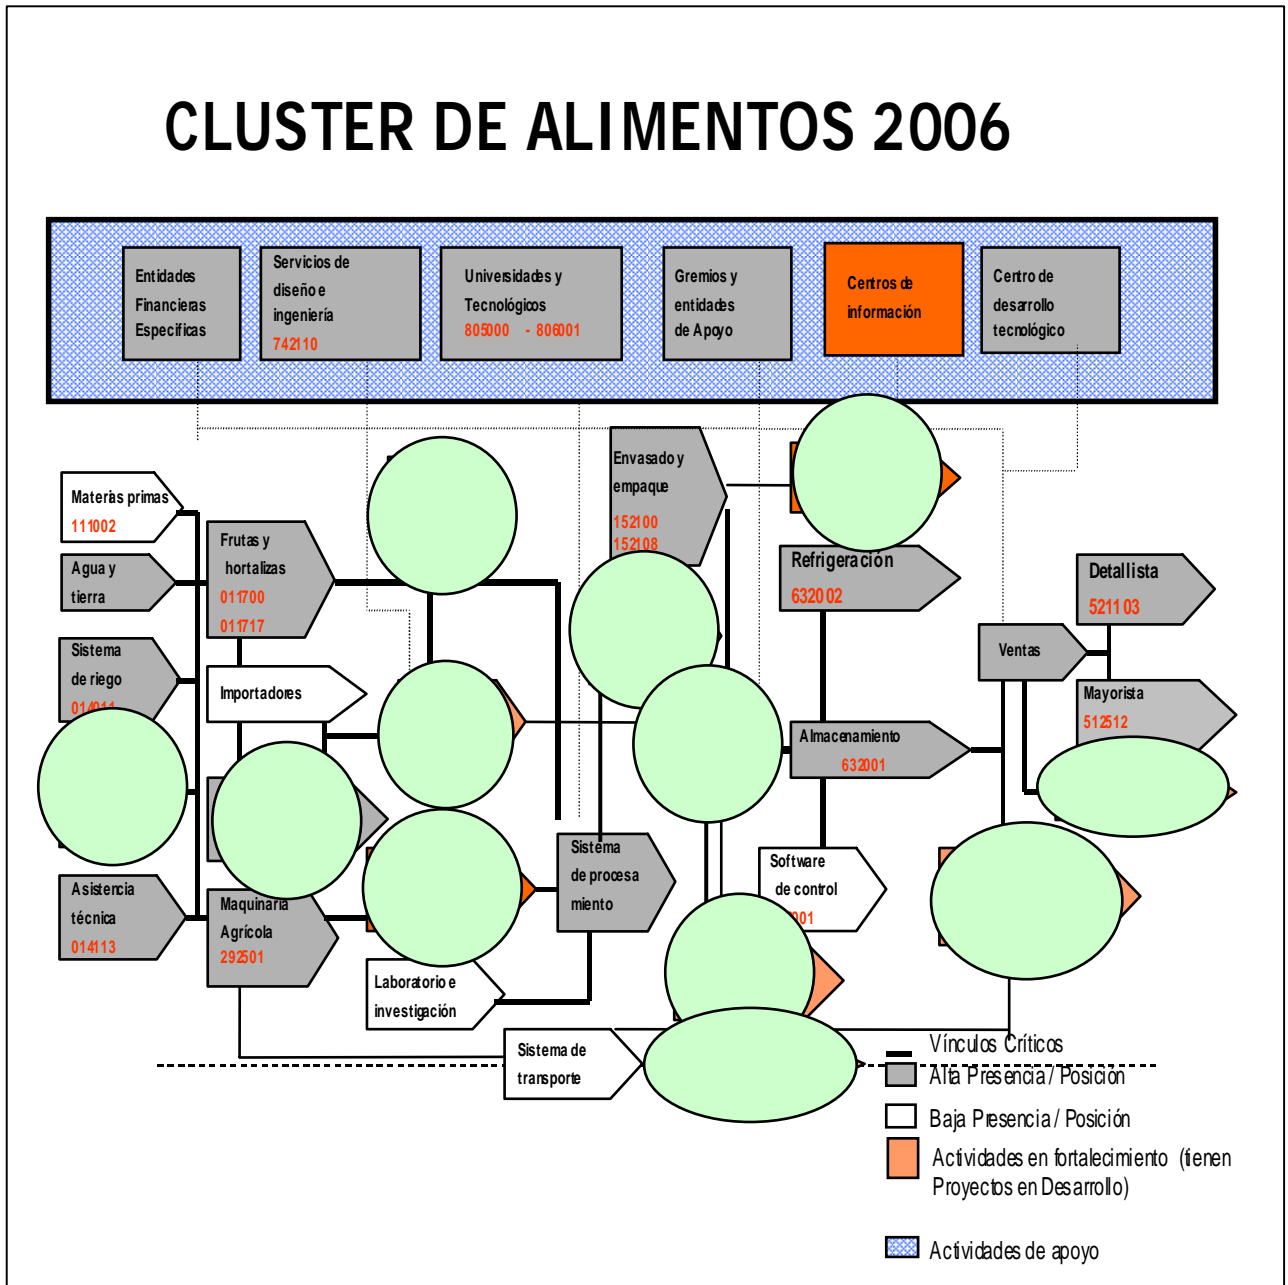 CLUSTER DE ALIMENTOS 2006
Entidades
Financieras
Específicas
Servicios de
diseño e
ingeniería
742110
Universidades y
Tecnológicos
805000 - 806001
Gremios y
entidades
de Apoyo
Centros de
información
Centro de
desarrollo
tecnológico
Materias primas
111002
Agua y
tierra
Sistema
de riego
014011
Asistencia
técnica
014113
Frutas y
hortalizas
011700
011717
Importadores
Maquinaria
Agrícola
292501
Laboratorio e
investigación
Sistema de
transporte
Envasado y
empaque
152100
152108
Sistema
de procesa
miento
Refrigeración
632002
Almacenamiento
632001
Software
de control
001
Ventas
Detallista
521103
Mayorista
512512
Vínculos Críticos
Alta Presencia / Posición
Baja Presencia / Posición
Actividades en fortalecimiento (tienen
Proyectos en Desarrollo)
Actividades de apoyo